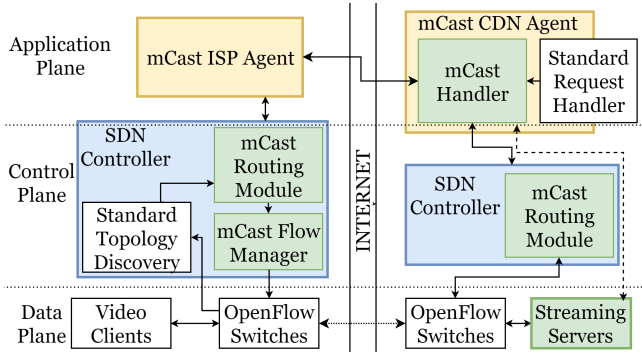 Application
Plane
mCast ISP Agent
mCast CDN Agent
mCast
Handler
Standard
Request
Handler
Control
Plane
SDN
Controller
mCast
Routing
Module
Standard
Topology
Discovery
mCast Flow
Manager
INTERNET
SDN
Controller
mCast
Routing
Module
Data
Plane
Video
Clients
OpenFlow
Switches
OpenFlow
Switches
Streaming
Servers